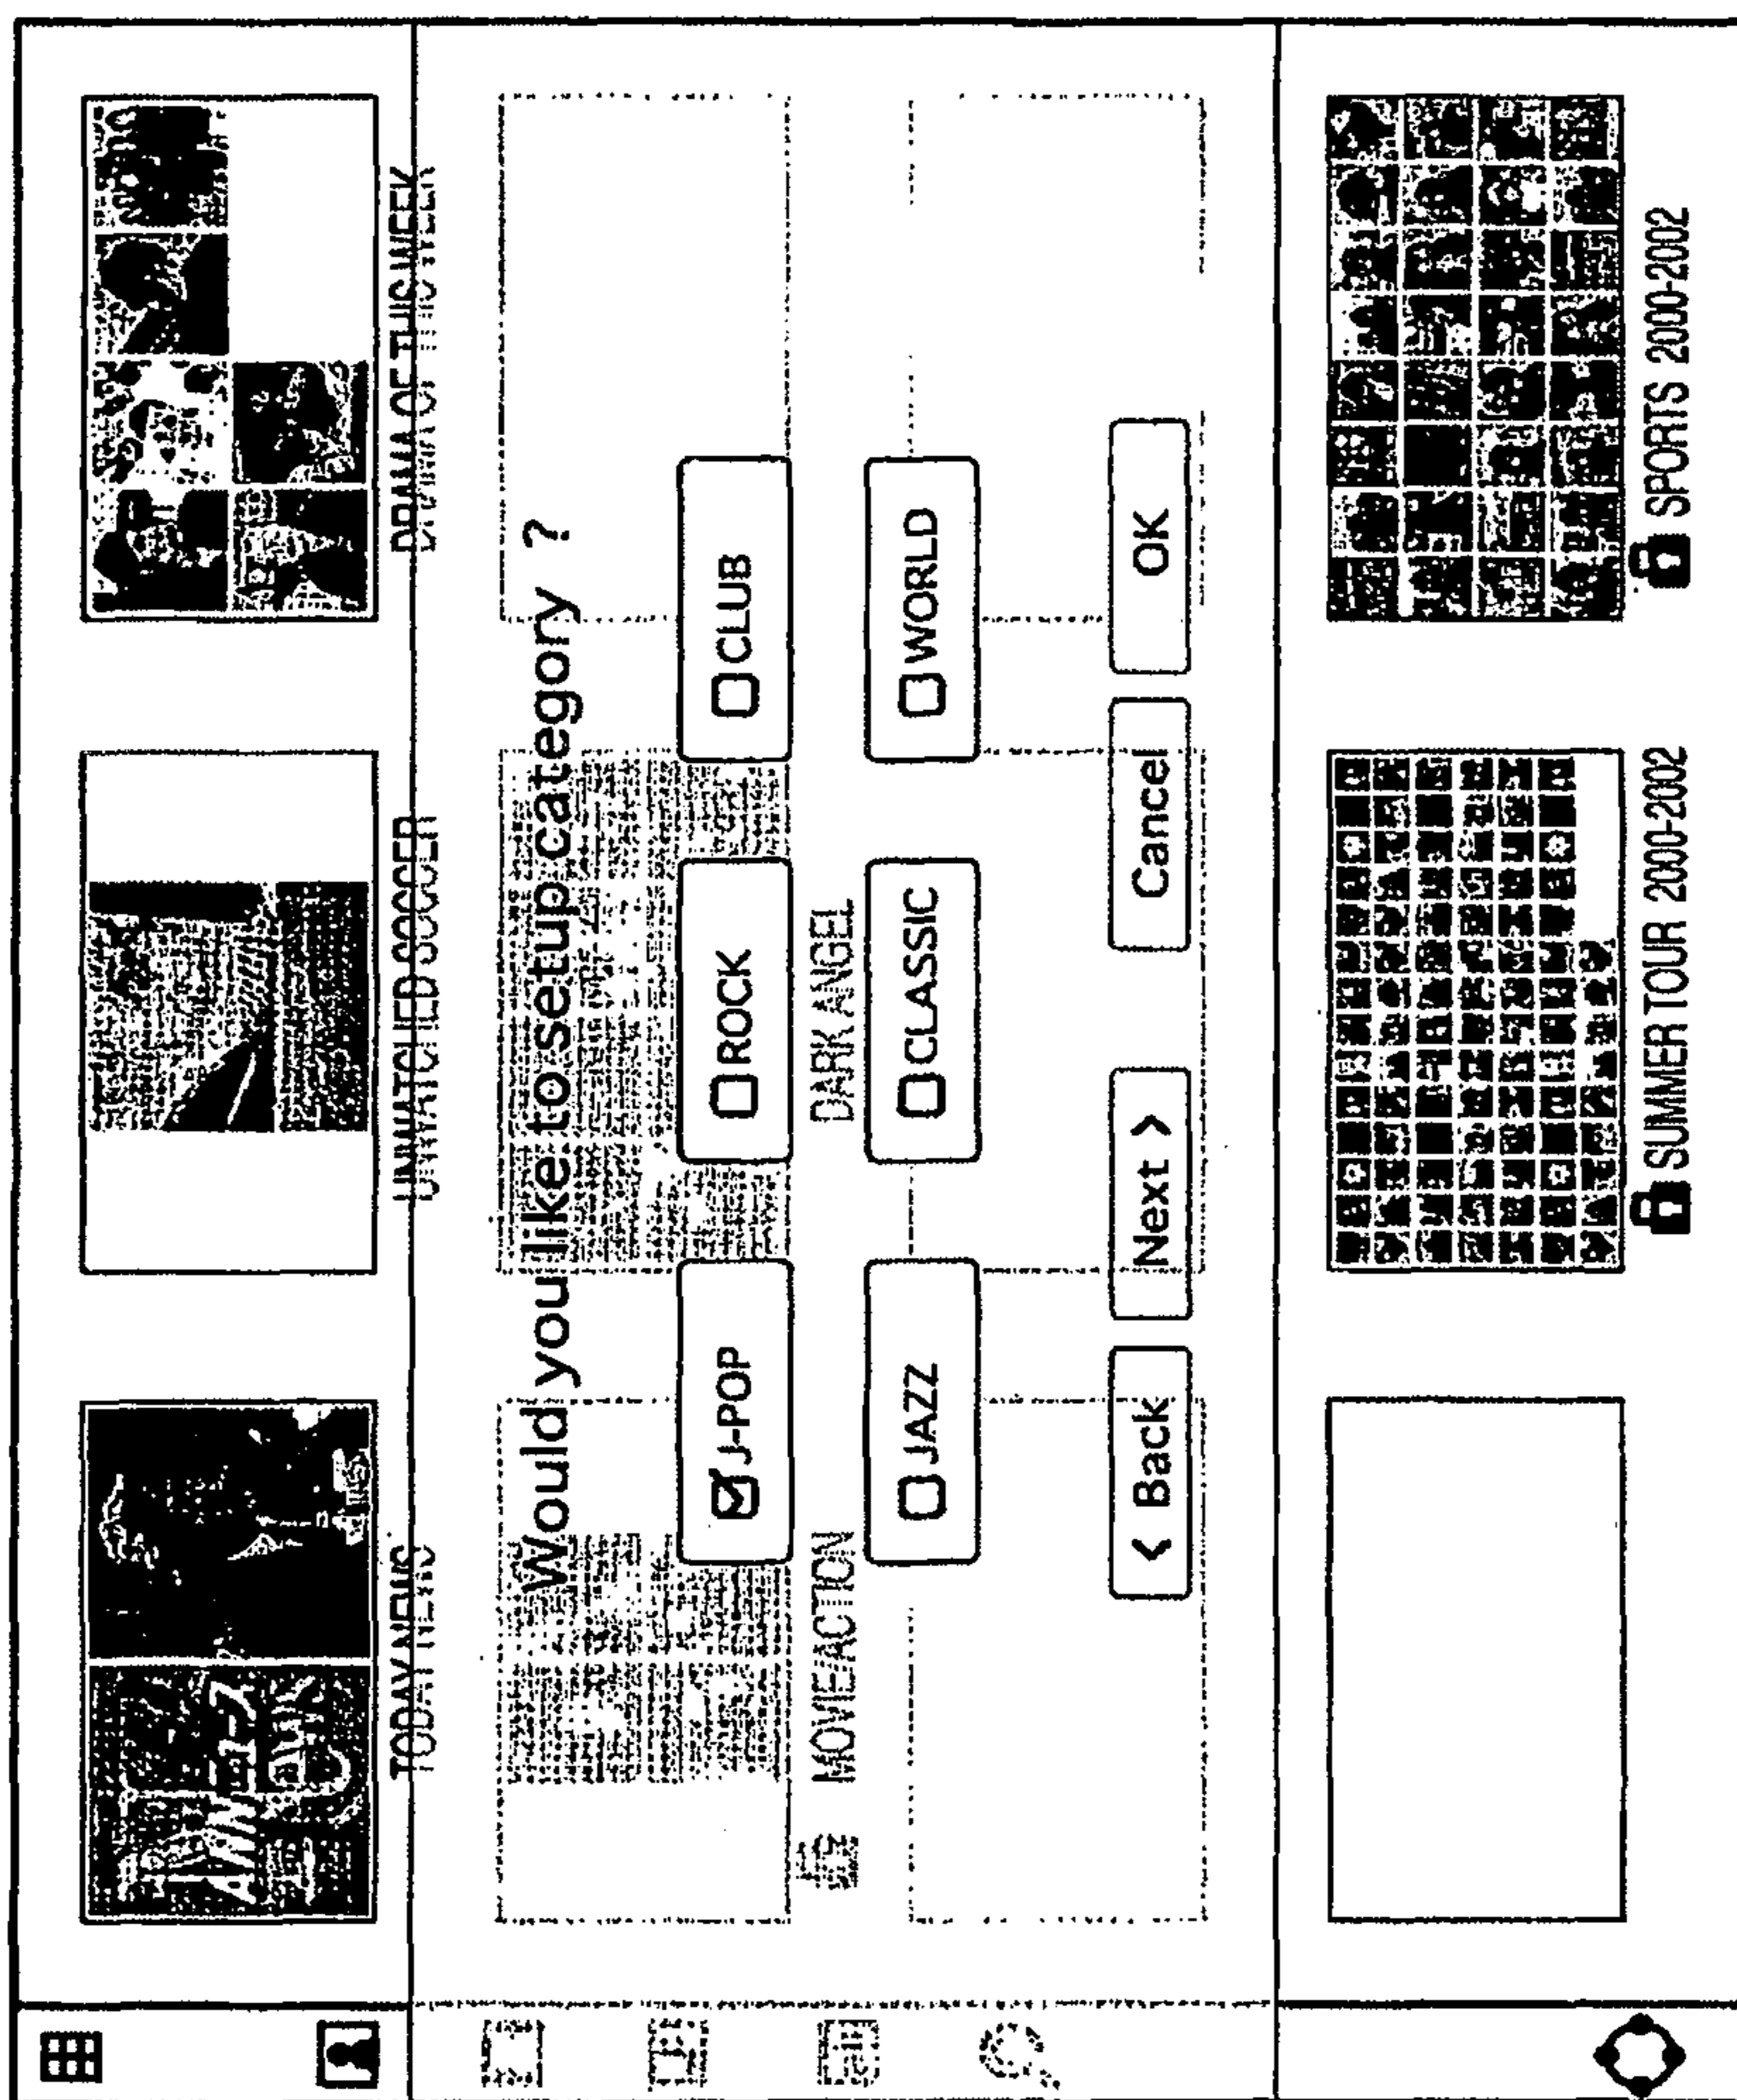 TODAY NEWS
UNWATCHED SOCCER
DRAMA OF THIS WEEK
Would you like to setup category ?
J-POP
ROCK
CLUB
MOVIE/ACTION
DARK ANGEL
JAZZ
CLASSIC
WORLD
< Back
Next >
Cancel
OK
SUMMER TOUR 2000-2002
SPORTS 2000-2002